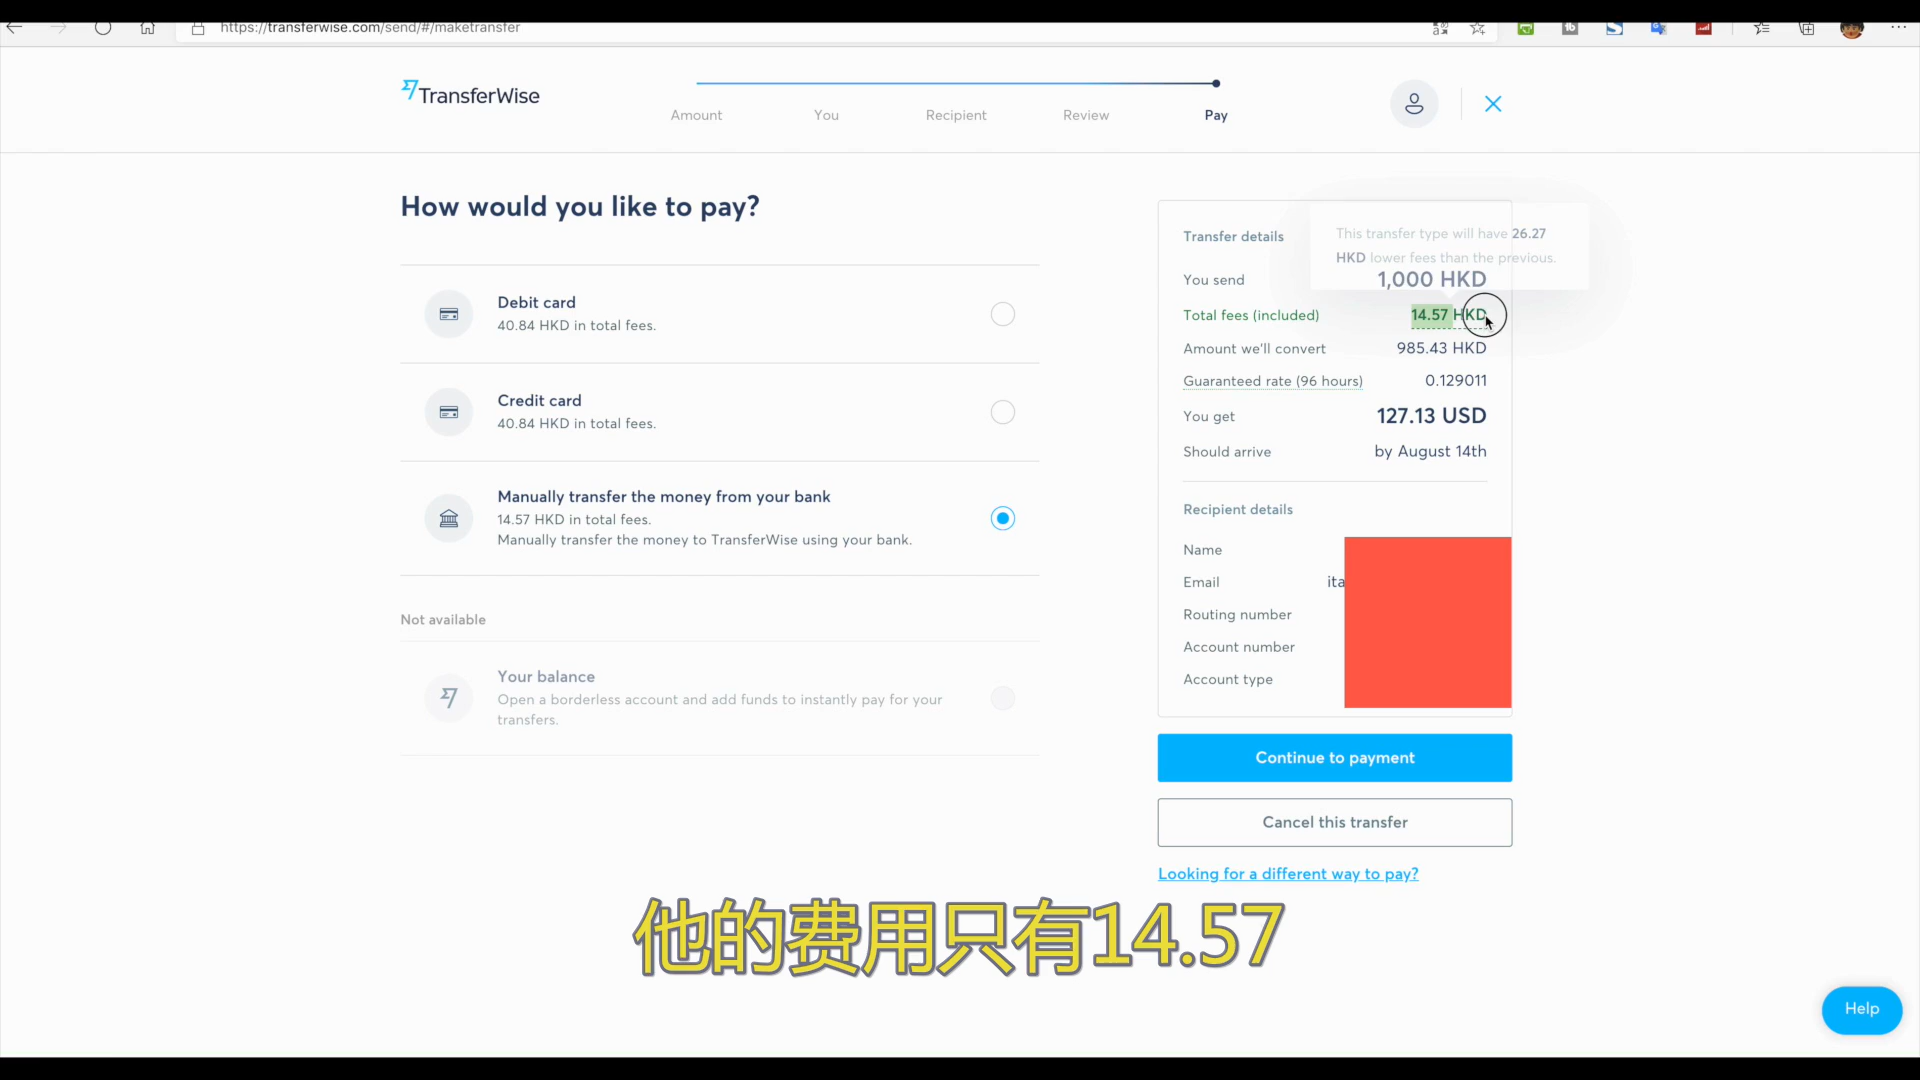 https://transferwise.com/send/#/maketransfer
TransferWise
Amount
You
Recipient
Review
Pay
How would you like to pay?
Debit card
40.84 HKD in total fees.
Credit card
40.84 HKD in total fees.
Manually transfer the money from your bank
14.57 HKD in total fees.
Manually transfer the money to TransferWise using your bank.
Not available
Your balance
Open a borderless account and add funds to instantly pay for your
transfers.
Transfer details
This transfer type will have 26.27
HKD lower fees than the previous.
You send 1,000 HKD
Total fees (included) 14.57 HKD
Amount we'll convert 985.43 HKD
Guaranteed rate (96 hours) 0.129011
You get 127.13 USD
Should arrive by August 14th
Recipient details
Name
Email ita
Routing number
Account number
Account type
Continue to payment
Cancel this transfer
Looking for a different way to pay?
他的费用只有14.57
Help